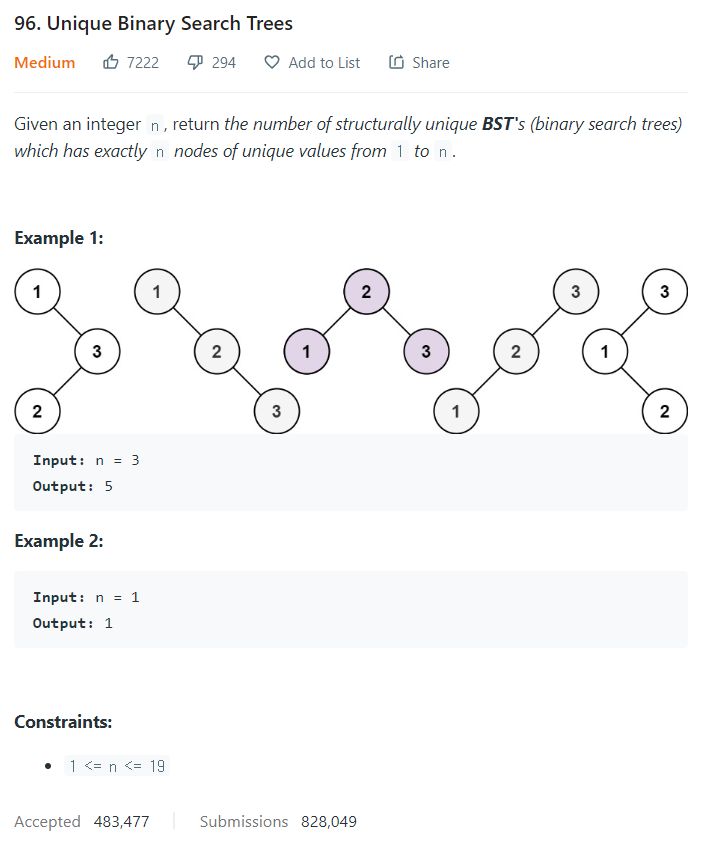 96. Unique Binary Search Trees
Medium 7222 294 Add to List Share
Given an integer n, return the number of structurally unique BST's (binary search trees)
which has exactly n nodes of unique values from 1 to n.
Example 1:
1 1 2 3 3
3 2 1 3 2 1
2 3 1 2
Input: n = 3
Output: 5
Example 2:
Input: n = 1
Output: 1
Constraints:
1 <= n <= 19
Accepted 483,477 Submissions 828,049